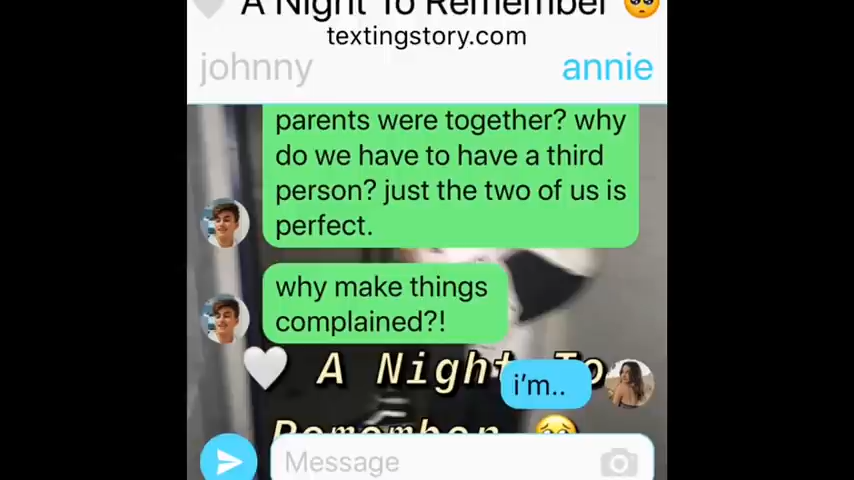 🤍 A Night To Remember 🥺
textingstory.com
johnny
annie
parents were together? why
do we have to have a third
person? just the two of us is
perfect.
why make things
complained?!
🤍 A Night To
i'm..
Remember 🥺
Message